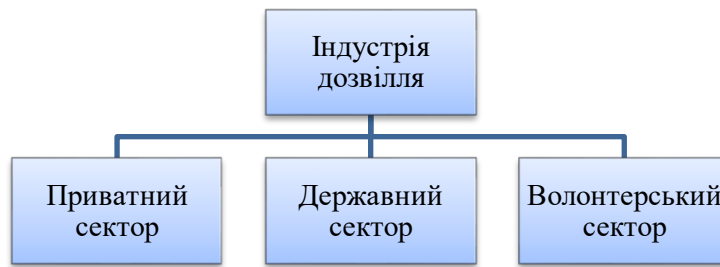 Індустрія
дозвілля
Приватний
сектор
Державний
сектор
Волонтерський
сектор